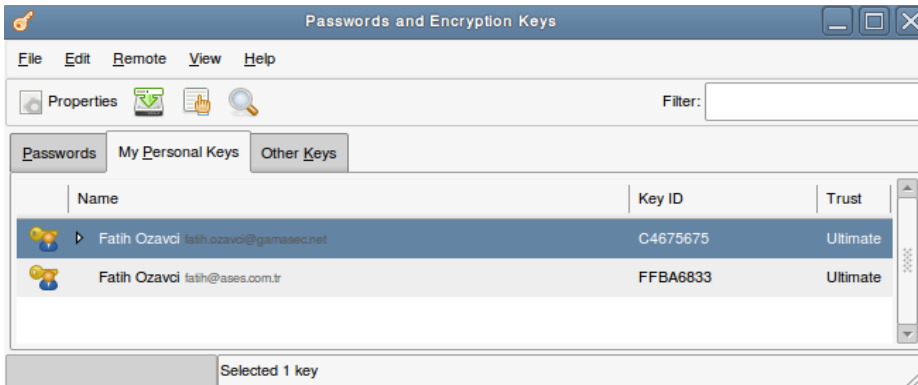 Passwords and Encryption Keys
File Edit Remote View Help
Properties Filter:
Passwords My Personal Keys Other Keys
Name Key ID Trust
Fatih Ozavci fatih.ozavci@gamasec.net C4675675 Ultimate
Fatih Ozavci fatih@ases.com.tr FFBA6833 Ultimate
Selected 1 key